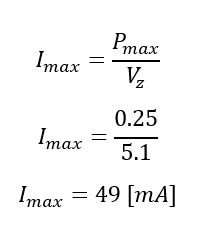 I_max = P_max / V_z
I_max = 0.25 / 5.1
I_max = 49 [mA]